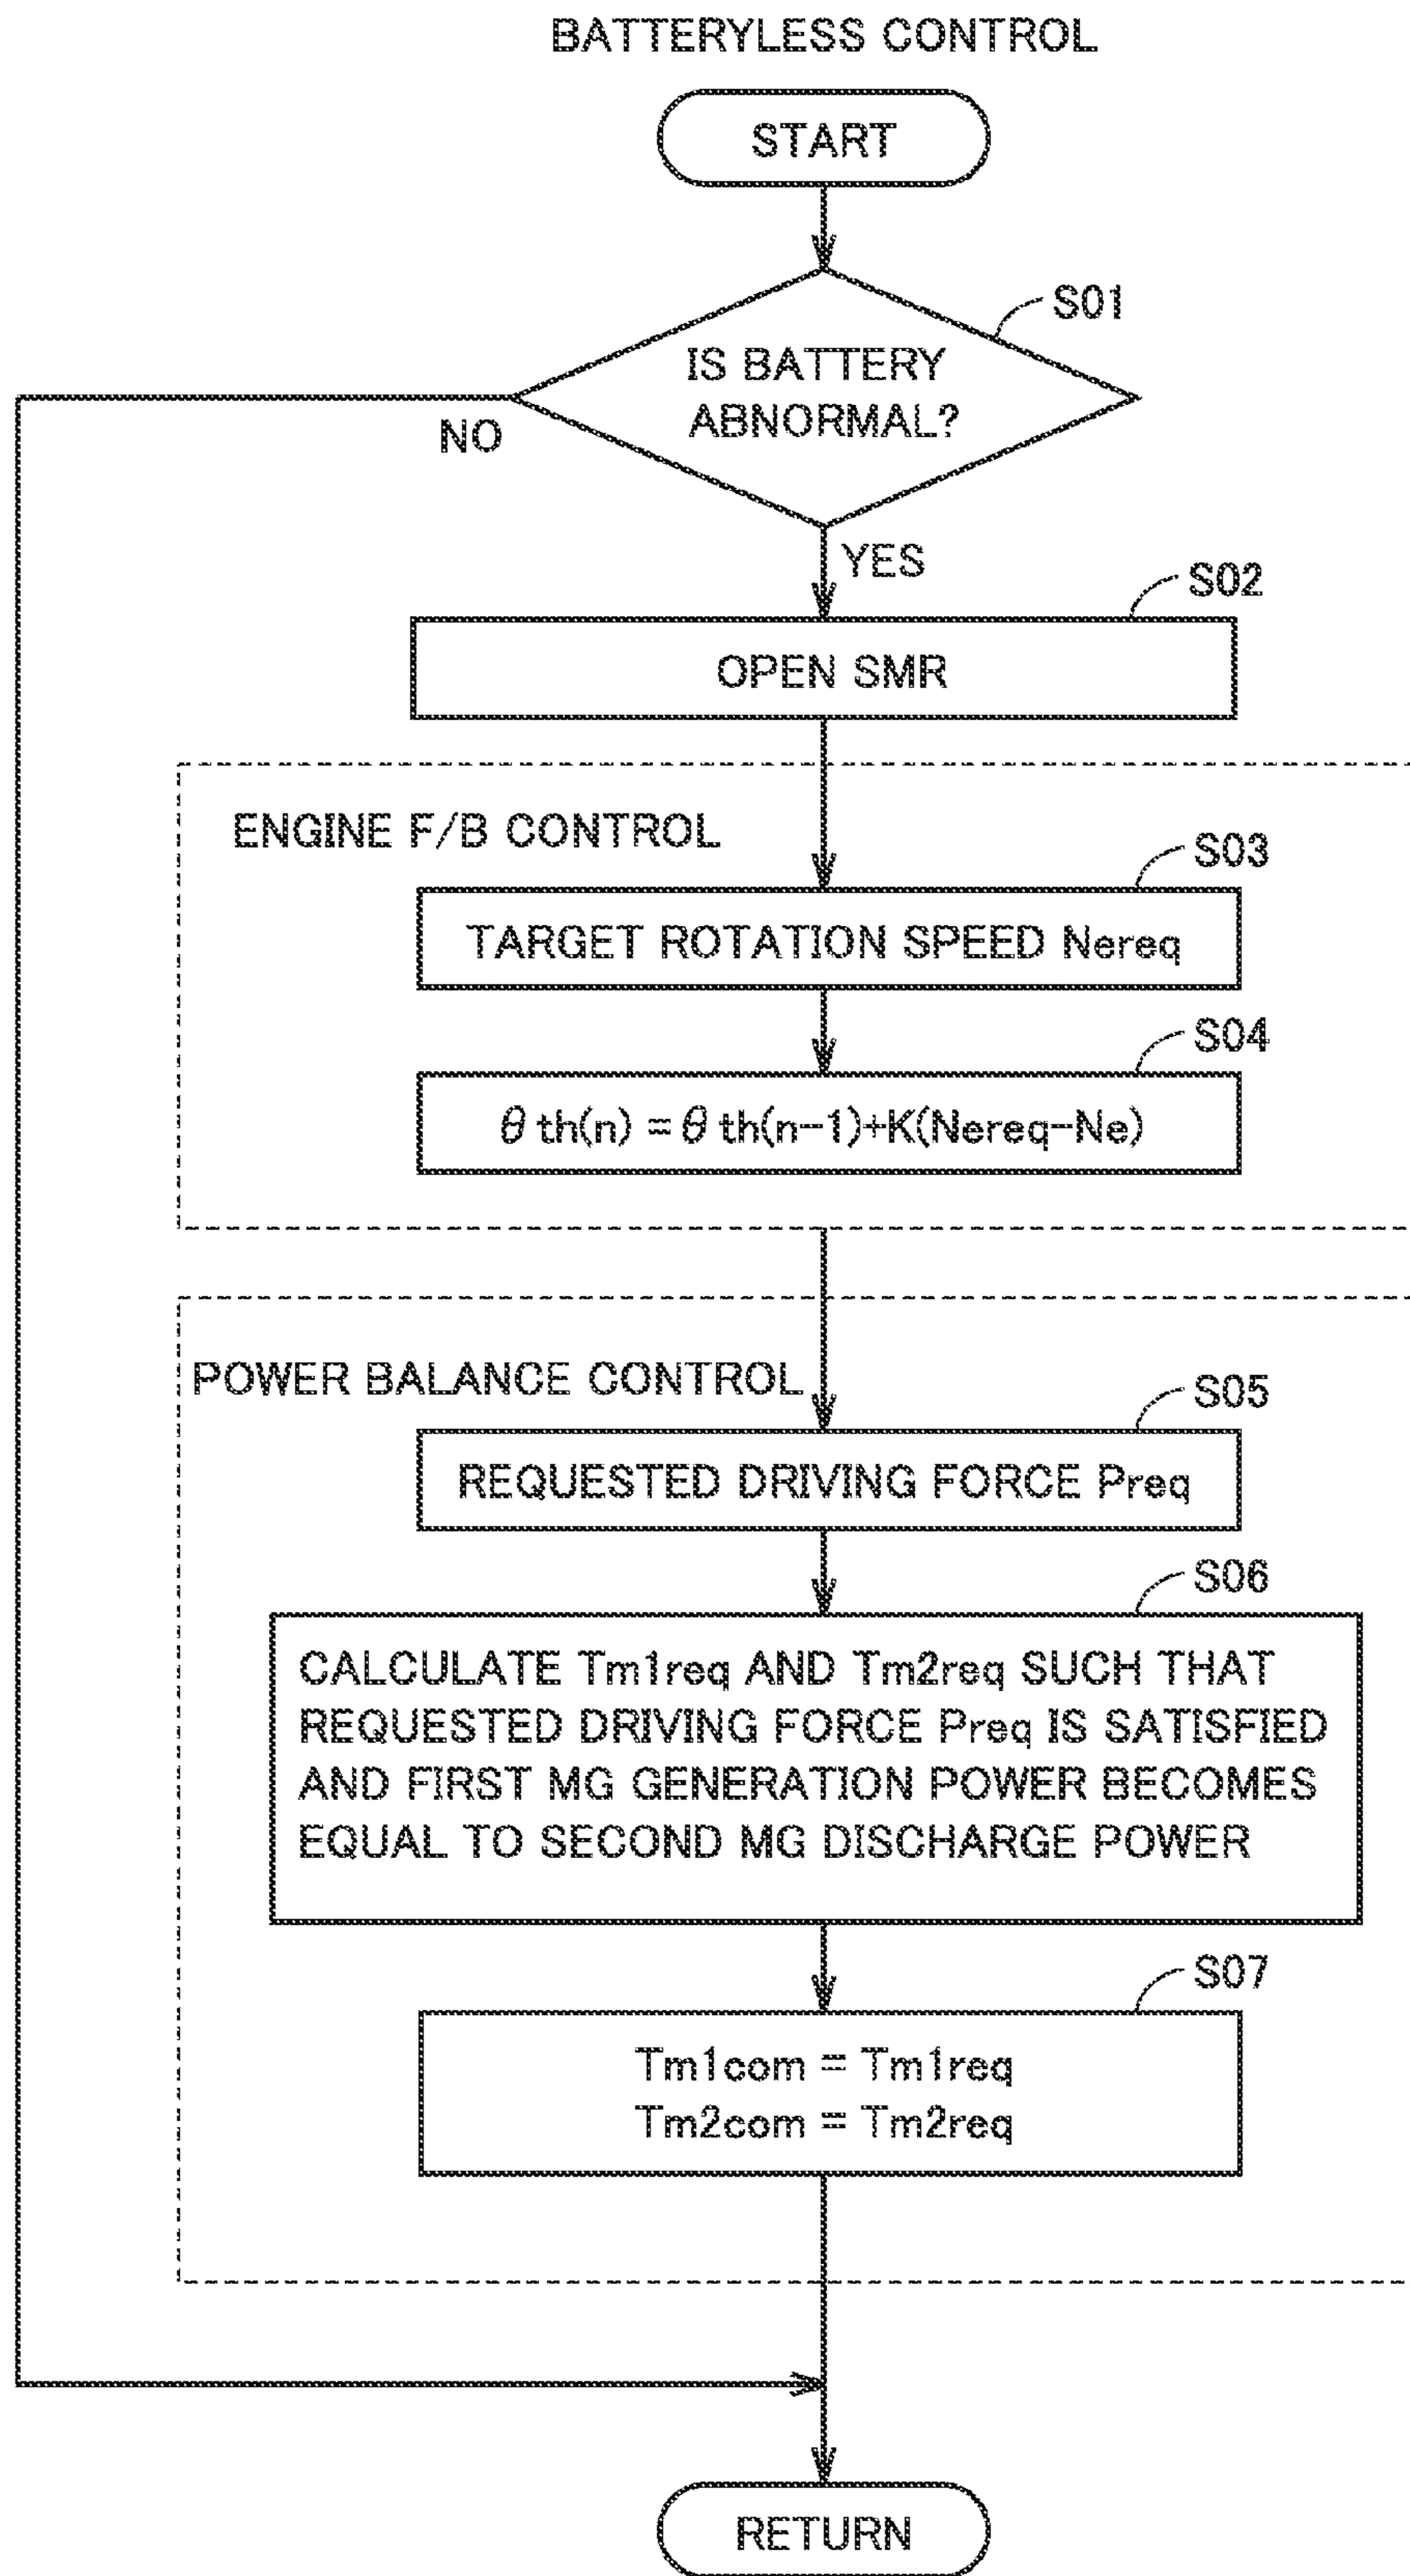 BATTERYLESS CONTROL
START
S01
IS BATTERY
ABNORMAL?
NO
YES
S02
OPEN SMR
ENGINE F/B CONTROL
S03
TARGET ROTATION SPEED Nereq
S04
θth(n) = θth(n-1)+K(Nereq-Ne)
POWER BALANCE CONTROL
S05
REQUESTED DRIVING FORCE Preq
S06
CALCULATE Tm1req AND Tm2req SUCH THAT
REQUESTED DRIVING FORCE Preq IS SATISFIED
AND FIRST MG GENERATION POWER BECOMES
EQUAL TO SECOND MG DISCHARGE POWER
S07
Tm1com = Tm1req
Tm2com = Tm2req
RETURN